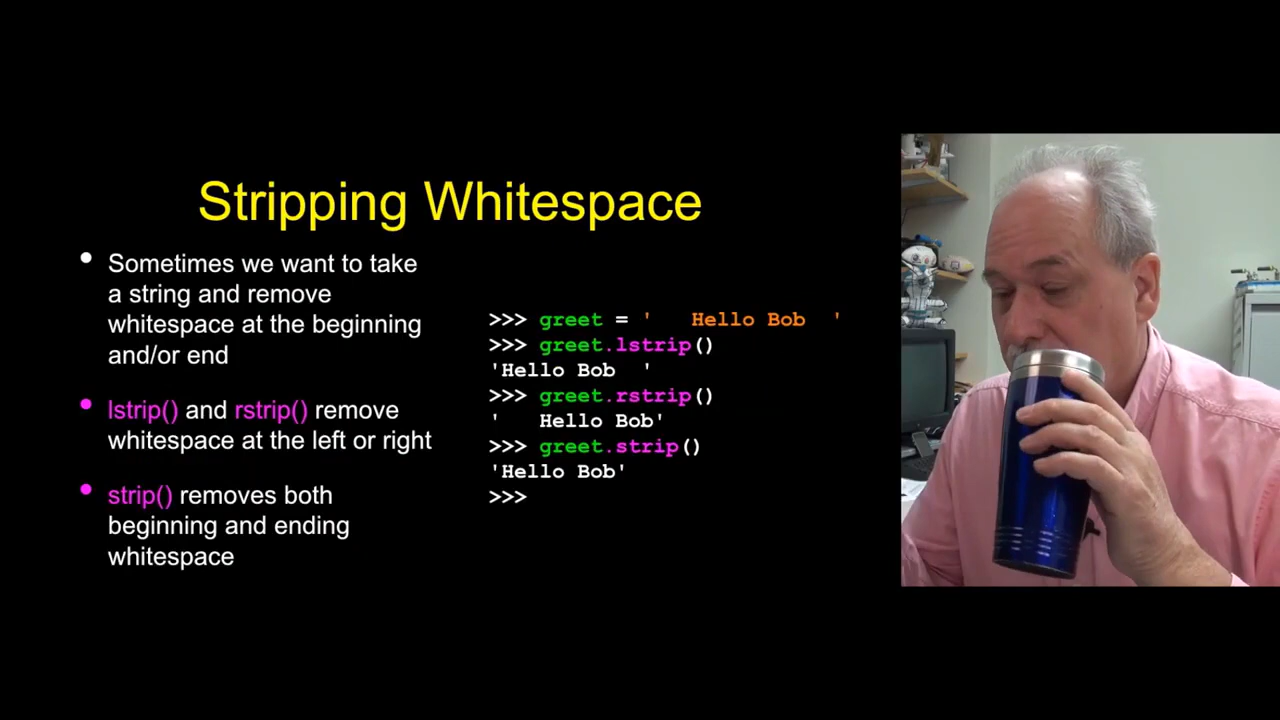 Stripping Whitespace
• Sometimes we want to take
a string and remove
whitespace at the beginning
and/or end
• lstrip() and rstrip() remove
whitespace at the left or right
• strip() removes both
beginning and ending
whitespace
>>> greet = '   Hello Bob  '
>>> greet.lstrip()
'Hello Bob  '
>>> greet.rstrip()
'   Hello Bob'
>>> greet.strip()
'Hello Bob'
>>>